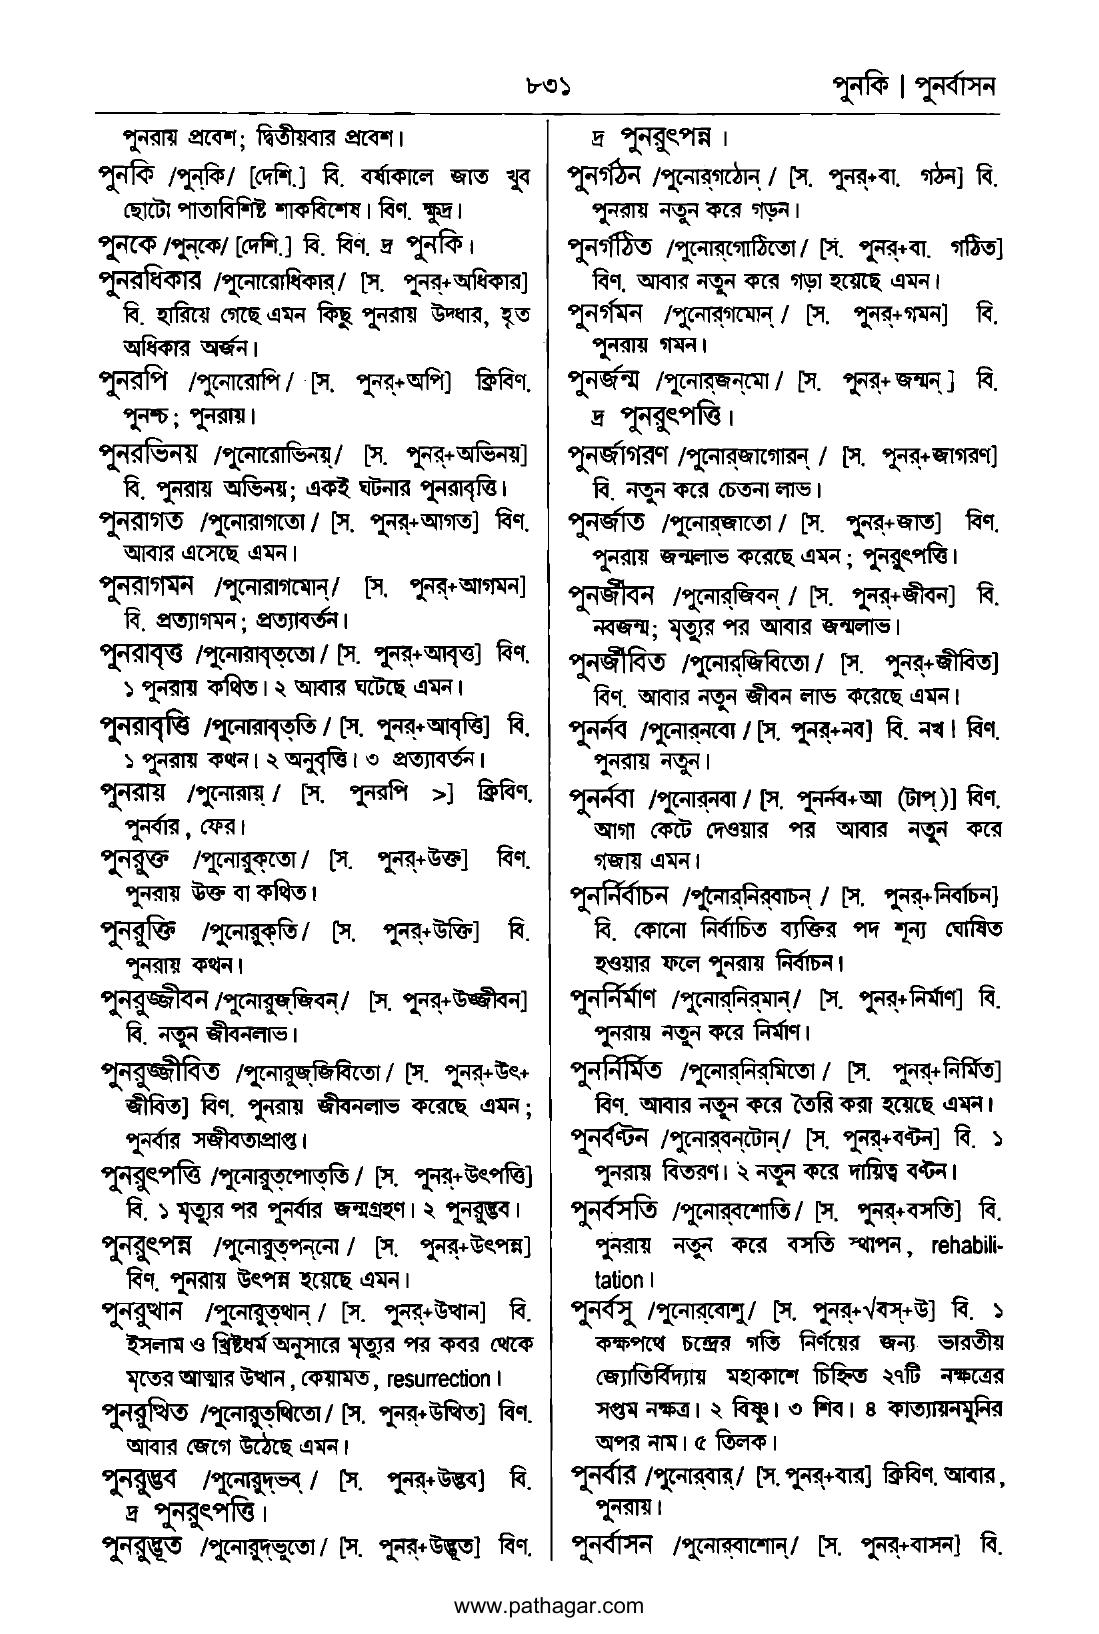 ৮৩১
পুনকি | পুনর্বাসন
পুনরায় প্রবেশ; দ্বিতীয়বার প্রবেশ।
পুনকি /পুন্‌কি/ [দেশি.] বি. বর্ষাকালে জাত খুব
ছোটো পাতাবিশিষ্ট শাকবিশেষ। বিণ. ক্ষুদ্র।
পুনকে /পুন্‌কে/ [দেশি.] বি. বিণ. দ্র পুনকি।
পুনরধিকার /পুনোরোধিকার্/ [স. পুনর্+অধিকার]
বি. হারিয়ে গেছে এমন কিছু পুনরায় উদ্ধার, হৃত
অধিকার অর্জন।
পুনরপি /পুনোরোপি/ [স. পুনর্+অপি] ক্রিবিণ.
পুনশ্চ; পুনরায়।
পুনরভিনয় /পুনোরোভিনয়্/ [স. পুনর্+অভিনয়]
বি. পুনরায় অভিনয়; একই ঘটনার পুনরাবৃত্তি।
পুনরাগত /পুনোরাগতো/ [স. পুনর্+আগত] বিণ.
আবার এসেছে এমন।
পুনরাগমন /পুনোরাগমোন্/ [স. পুনর্+আগমন]
বি. প্রত্যাগমন; প্রত্যাবর্তন।
পুনরাবৃত্ত /পুনোরাবৃত্‌তো/ [স. পুনর্+আবৃত্ত] বিণ.
১ পুনরায় কথিত। ২ আবার ঘটেছে এমন।
পুনরাবৃত্তি /পুনোরাবৃত্‌তি/ [স. পুনর্+আবৃত্তি] বি.
১ পুনরায় কথন। ২ অনুবৃত্তি। ৩ প্রত্যাবর্তন।
পুনরায় /পুনোরায়্/ [স. পুনরপি >] ক্রিবিণ.
পুনর্বার, ফের।
পুনরুক্ত /পুনোরুক্‌তো/ [স. পুনর্+উক্ত] বিণ.
পুনরায় উক্ত বা কথিত।
পুনরুক্তি /পুনোরুক্‌তি/ [স. পুনর্+উক্তি] বি.
পুনরায় কথন।
পুনরুজ্জীবন /পুনোরুজ্‌জিবন্/ [স. পুনর্+উজ্জীবন]
বি. নতুন জীবনলাভ।
পুনরুজ্জীবিত /পুনোরুজ্‌জিবিতো/ [স. পুনর্+উৎ+
জীবিত] বিণ. পুনরায় জীবনলাভ করেছে এমন;
পুনর্বার সজীবতাপ্রাপ্ত।
পুনরুৎপত্তি /পুনোরুত্‌পোত্‌তি/ [স. পুনর্+উৎপত্তি]
বি. ১ মৃত্যুর পর পুনর্বার জন্মগ্রহণ। ২ পুনরুদ্ভব।
পুনরুৎপন্ন /পুনোরুত্‌পন্‌নো/ [স. পুনর্+উৎপন্ন]
বিণ. পুনরায় উৎপন্ন হয়েছে এমন।
পুনরুত্থান /পুনোরুত্‌থান্/ [স. পুনর্+উত্থান] বি.
ইসলাম ও খ্রিষ্টধর্ম অনুসারে মৃত্যুর পর কবর থেকে
মৃতের আত্মার উত্থান, কেয়ামত, resurrection।
পুনরুত্থিত /পুনোরুত্‌থিতো/ [স. পুনর্+উত্থিত] বিণ.
আবার জেগে উঠেছে এমন।
পুনরুদ্ভব /পুনোরুদ্‌ভব্/ [স. পুনর্+উদ্ভব] বি.
দ্র পুনরুৎপত্তি।
পুনরুদ্ভূত /পুনোরুদ্‌ভুতো/ [স. পুনর্+উদ্ভূত] বিণ.
দ্র পুনরুৎপন্ন।
পুনর্গঠন /পুনোর্‌গঠোন্/ [স. পুনর্+বা. গঠন] বি.
পুনরায় নতুন করে গড়ন।
পুনর্গঠিত /পুনোর্‌গোঠিতো/ [স. পুনর্+বা. গঠিত]
বিণ. আবার নতুন করে গড়া হয়েছে এমন।
পুনর্গমন /পুনোর্‌গমোন্/ [স. পুনর্+গমন] বি.
পুনরায় গমন।
পুনর্জন্ম /পুনোর্‌জন্‌মো/ [স. পুনর্+জন্মন্] বি.
দ্র পুনরুৎপত্তি।
পুনর্জাগরণ /পুনোর্‌জাগোরন্/ [স. পুনর্+জাগরণ]
বি. নতুন করে চেতনা লাভ।
পুনর্জাত /পুনোর্‌জাতো/ [স. পুনর্+জাত] বিণ.
পুনরায় জন্মলাভ করেছে এমন; পুনরুৎপত্তি।
পুনর্জীবন /পুনোর্‌জিবন্/ [স. পুনর্+জীবন] বি.
নবজন্ম; মৃত্যুর পর আবার জন্মলাভ।
পুনর্জীবিত /পুনোর্‌জিবিতো/ [স. পুনর্+জীবিত]
বিণ. আবার নতুন জীবন লাভ করেছে এমন।
পুনর্নব /পুনোর্‌নবো/ [স. পুনর্+নব] বি. নখ। বিণ.
পুনরায় নতুন।
পুনর্নবা /পুনোর্‌নবা/ [স. পুনর্নব+আ (টাপ্)] বিণ.
আগা কেটে দেওয়ার পর আবার নতুন করে
গজায় এমন।
পুনর্নির্বাচন /পুনোর্‌নির্‌বাচন্/ [স. পুনর্+নির্বাচন]
বি. কোনো নির্বাচিত ব্যক্তির পদ শূন্য ঘোষিত
হওয়ার ফলে পুনরায় নির্বাচন।
পুনর্নির্মাণ /পুনোর্‌নির্‌মান্/ [স. পুনর্+নির্মাণ] বি.
পুনরায় নতুন করে নির্মাণ।
পুনর্নির্মিত /পুনোর্‌নির্‌মিতো/ [স. পুনর্+নির্মিত]
বিণ. আবার নতুন করে তৈরি করা হয়েছে এমন।
পুনর্বণ্টন /পুনোর্‌বন্‌টোন্/ [স. পুনর্+বণ্টন] বি. ১
পুনরায় বিতরণ। ২ নতুন করে দায়িত্ব বণ্টন।
পুনর্বসতি /পুনোর্‌বশোতি/ [স. পুনর্+বসতি] বি.
পুনরায় নতুন করে বসতি স্থাপন, rehabili-
tation।
পুনর্বসু /পুনোর্‌বোশু/ [স. পুনর্+√বস্+উ] বি. ১
কক্ষপথে চন্দ্রের গতি নির্ণয়ের জন্য ভারতীয়
জ্যোতির্বিদ্যায় মহাকাশে চিহ্নিত ২৭টি নক্ষত্রের
সপ্তম নক্ষত্র। ২ বিষ্ণু। ৩ শিব। ৪ কাত্যায়নমুনির
অপর নাম। ৫ তিলক।
পুনর্বার /পুনোর্‌বার্/ [স. পুনর্+বার] ক্রিবিণ. আবার,
পুনরায়।
পুনর্বাসন /পুনোর্‌বাশোন্/ [স. পুনর্+বাসন] বি.
www.pathagar.com